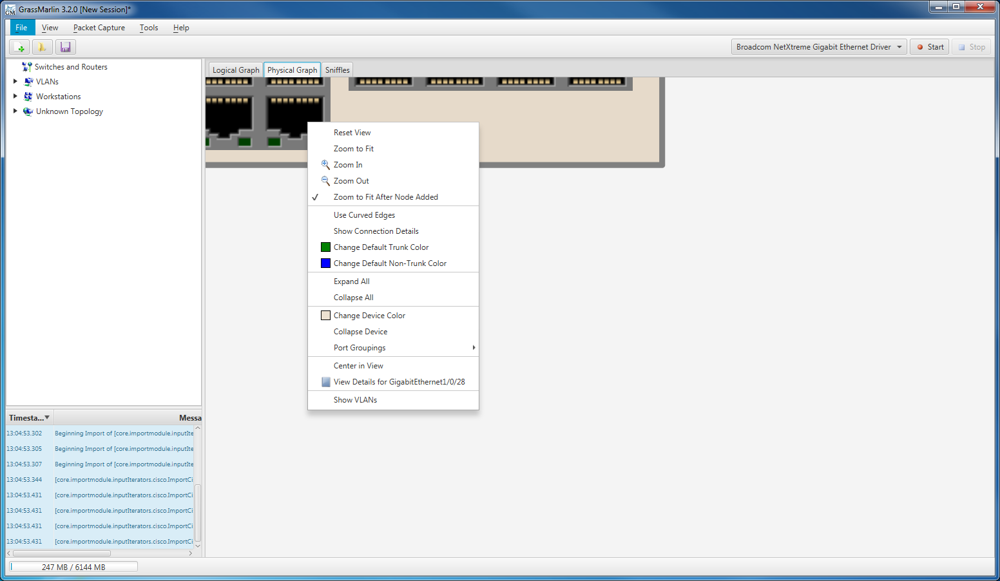 GrassMarlin 3.2.0 [New Session]*
File View Packet Capture Tools Help
Broadcom NetXtreme Gigabit Ethernet Driver Start Stop
Switches and Routers
VLANs
Workstations
Unknown Topology
Logical Graph Physical Graph Sniffles
Reset View
Zoom to Fit
Zoom In
Zoom Out
Zoom to Fit After Node Added
Use Curved Edges
Show Connection Details
Change Default Trunk Color
Change Default Non-Trunk Color
Expand All
Collapse All
Change Device Color
Collapse Device
Port Groupings
Center in View
View Details for GigabitEthernet1/0/28
Show VLANs
Timesta... Messa
13:04:53.302 Beginning Import of [core.importmodule.inputIte
13:04:53.305 Beginning Import of [core.importmodule.inputIte
13:04:53.307 Beginning Import of [core.importmodule.inputIte
13:04:53.344 [core.importmodule.inputIterators.cisco.ImportCi
13:04:53.431 [core.importmodule.inputIterators.cisco.ImportCi
13:04:53.431 [core.importmodule.inputIterators.cisco.ImportCi
13:04:53.431 [core.importmodule.inputIterators.cisco.ImportCi
13:04:53.431 [core.importmodule.inputIterators.cisco.ImportCi
247 MB / 6144 MB